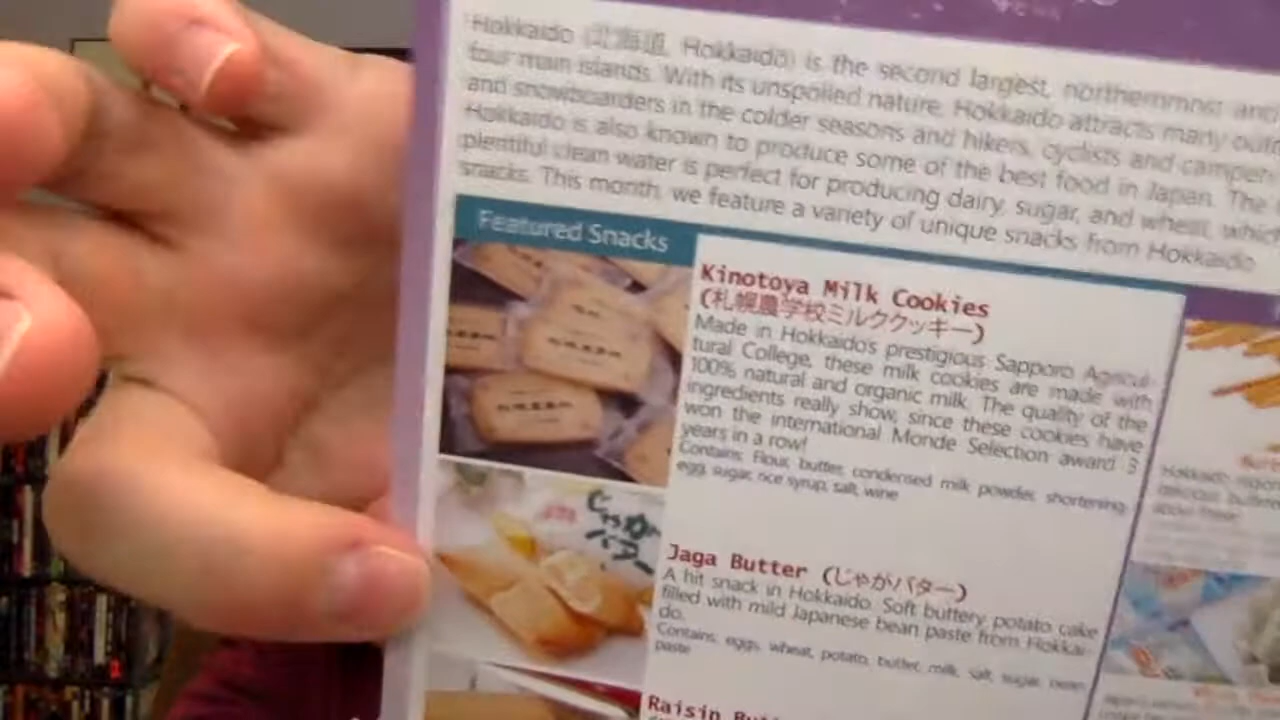 Hokkaido (北海道, Hokkaidō) is the second largest, northernmost and
four main islands. With its unspoiled nature, Hokkaido attracts many
and snowboarders in the colder seasons and hikers, cyclists and
Hokkaido is also known to produce some of the best food in Japan. The
plentiful clean water is perfect for producing dairy, sugar, and wheat, which
snacks. This month, we feature a variety of unique snacks from Hokkaido
Featured Snacks
Kinotoya Milk Cookies
(札幌農学校ミルククッキー)
Made in Hokkaido's prestigious Sapporo Agricul-
tural College, these milk cookies are made with
100% natural and organic milk. The quality of the
ingredients really show, since these cookies have
won the international Monde Selection award 3
years in a row!
Contains: Flour, butter, condensed milk powder, shortening,
egg, sugar, rice syrup, salt, wine
じゃが
バター
Jaga Butter (じゃがバター)
A hit snack in Hokkaido. Soft buttery potato cake
filled with mild Japanese bean paste from Hokkai-
do.
Contains: eggs, wheat, potato, butter, milk, salt, sugar, bean
paste
Raisin